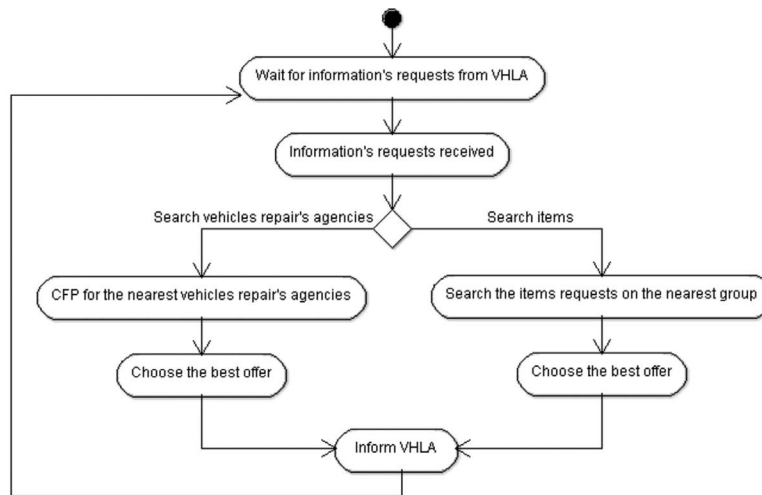 Wait for information's requests from VHLA
Information's requests received
Search vehicles repair's agencies
Search items
CFP for the nearest vehicles repair's agencies
Search the items requests on the nearest group
Choose the best offer
Choose the best offer
Inform VHLA